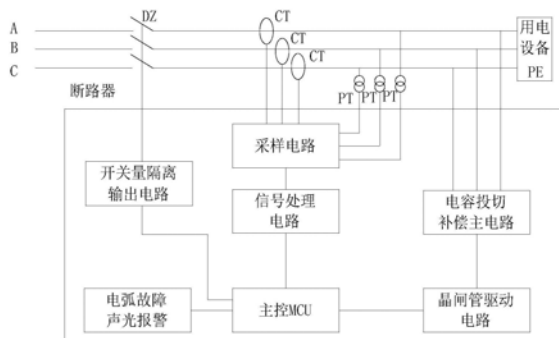 A
B
C
DZ
CT
CT
CT
用电
设备
PE
断路器
PT
PT
PT
采样电路
开关量隔离
输出电路
信号处理
电路
电容投切
补偿主电路
电弧故障
声光报警
主控MCU
晶闸管驱动
电路